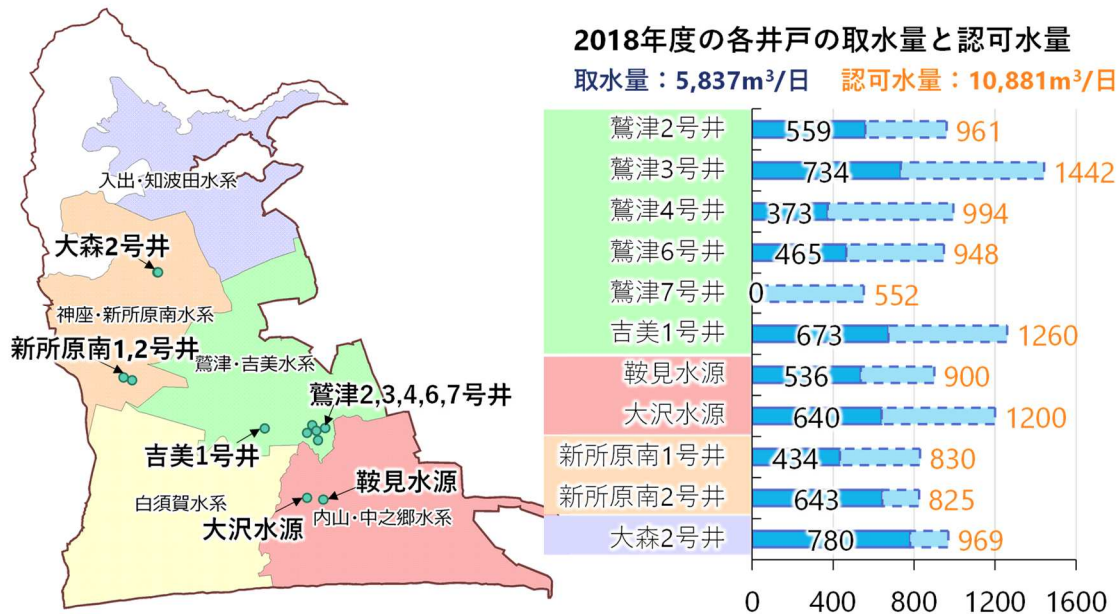 2018年度の各井戸の取水量と認可水量
取水量：5,837m³/日 認可水量：10,881m³/日
入出・知波田水系
大森2号井
神座・新所原南水系
新所原南1,2号井
鷲津・吉美水系
鷲津2,3,4,6,7号井
吉美1号井
白須賀水系
鞍見水源
大沢水源
内山・中之郷水系
鷲津2号井 559 961
鷲津3号井 734 1442
鷲津4号井 373 994
鷲津6号井 465 948
鷲津7号井 0 552
吉美1号井 673 1260
鞍見水源 536 900
大沢水源 640 1200
新所原南1号井 434 830
新所原南2号井 643 825
大森2号井 780 969
0 400 800 1200 1600